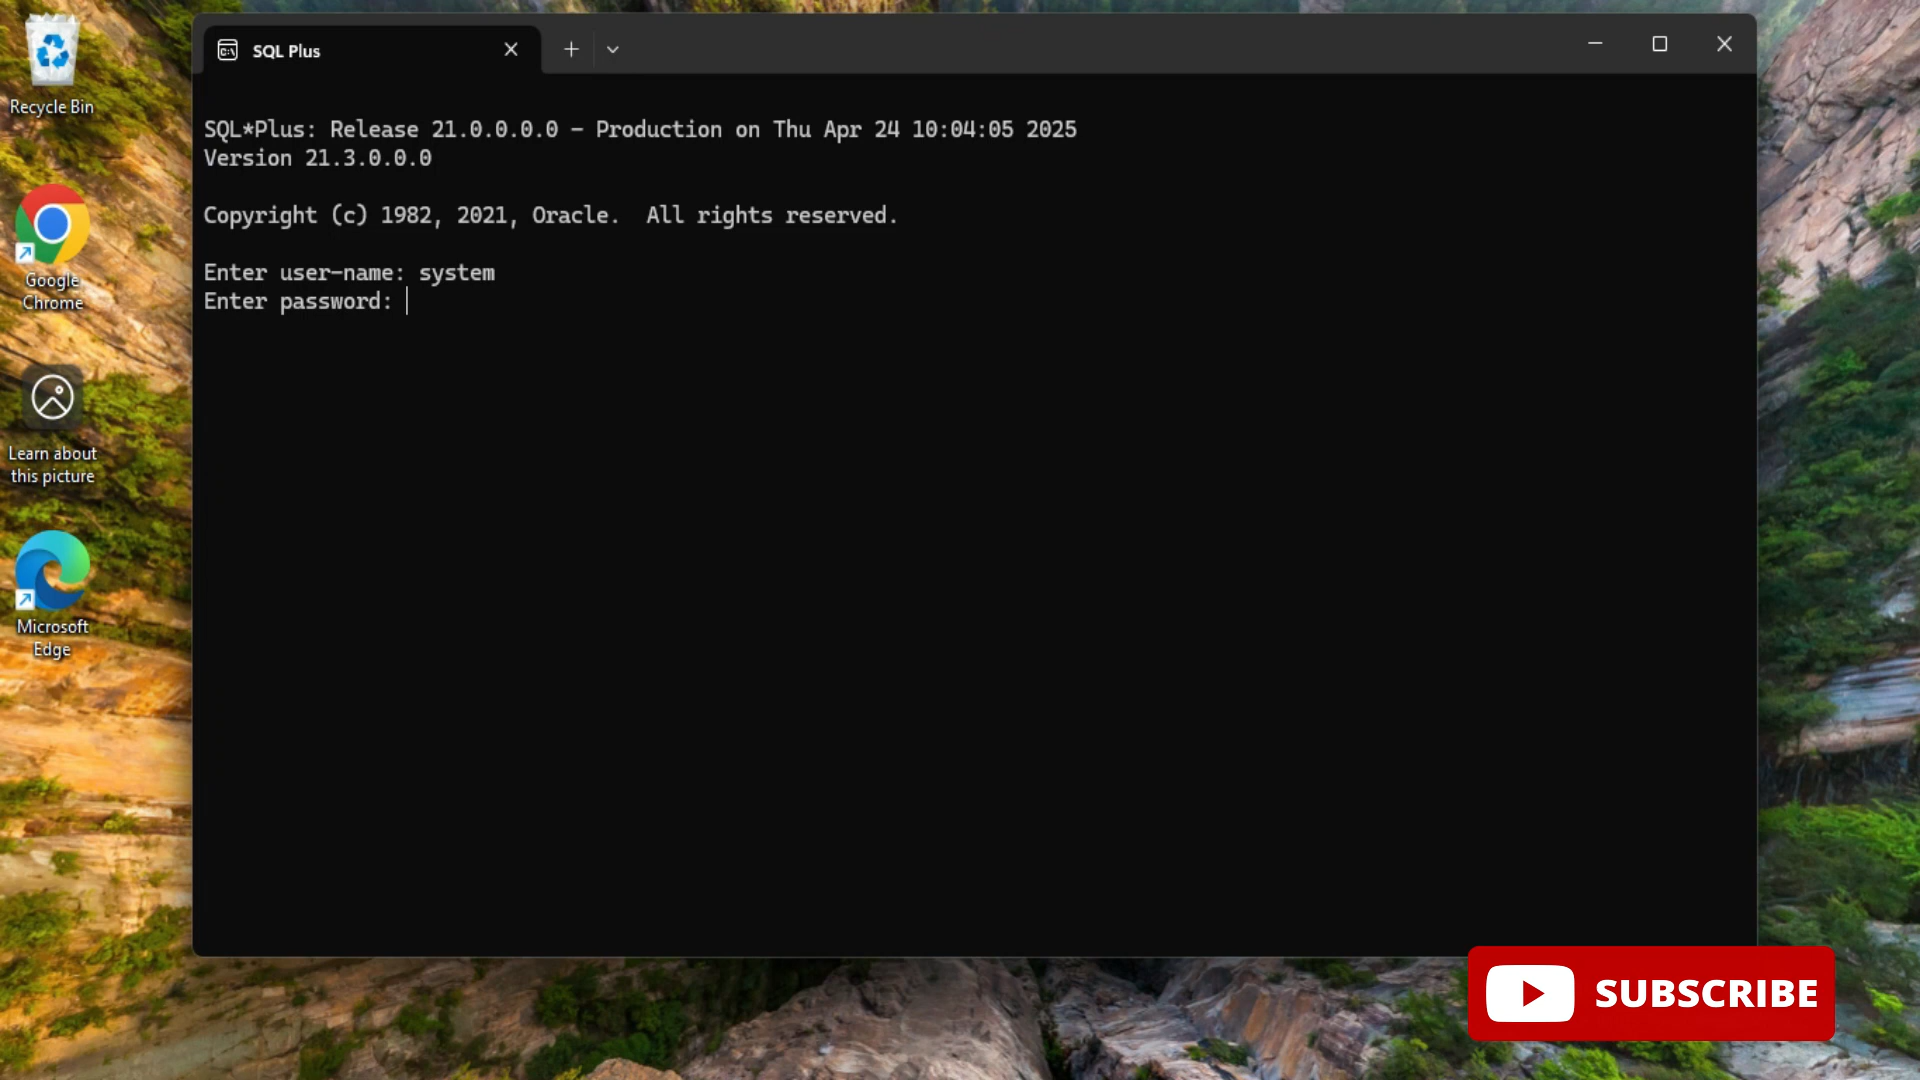 Recycle Bin
Google
Chrome
Learn about
this picture
Microsoft
Edge
SQL Plus
SQL*Plus: Release 21.0.0.0.0 - Production on Thu Apr 24 10:04:05 2025
Version 21.3.0.0.0
Copyright (c) 1982, 2021, Oracle.  All rights reserved.
Enter user-name: system
Enter password:
SUBSCRIBE